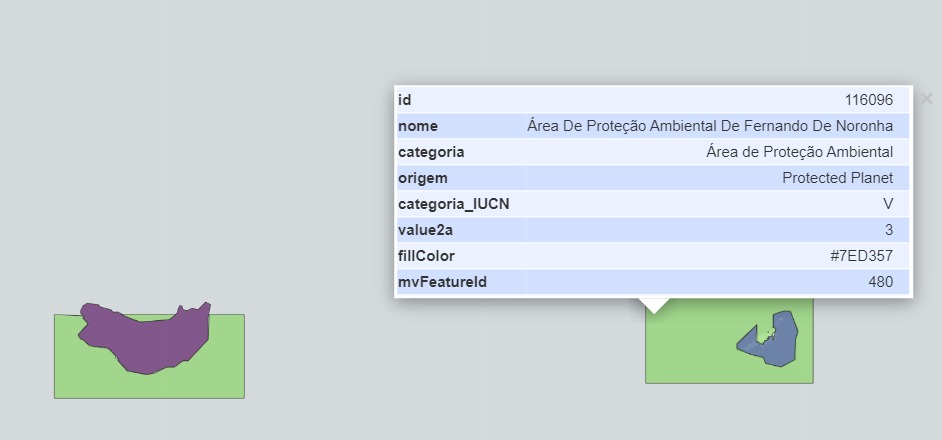 id 116096
nome Área De Proteção Ambiental De Fernando De Noronha
categoria Área de Proteção Ambiental
origem Protected Planet
categoria_IUCN V
value2a 3
fillColor #7ED357
mvFeatureId 480